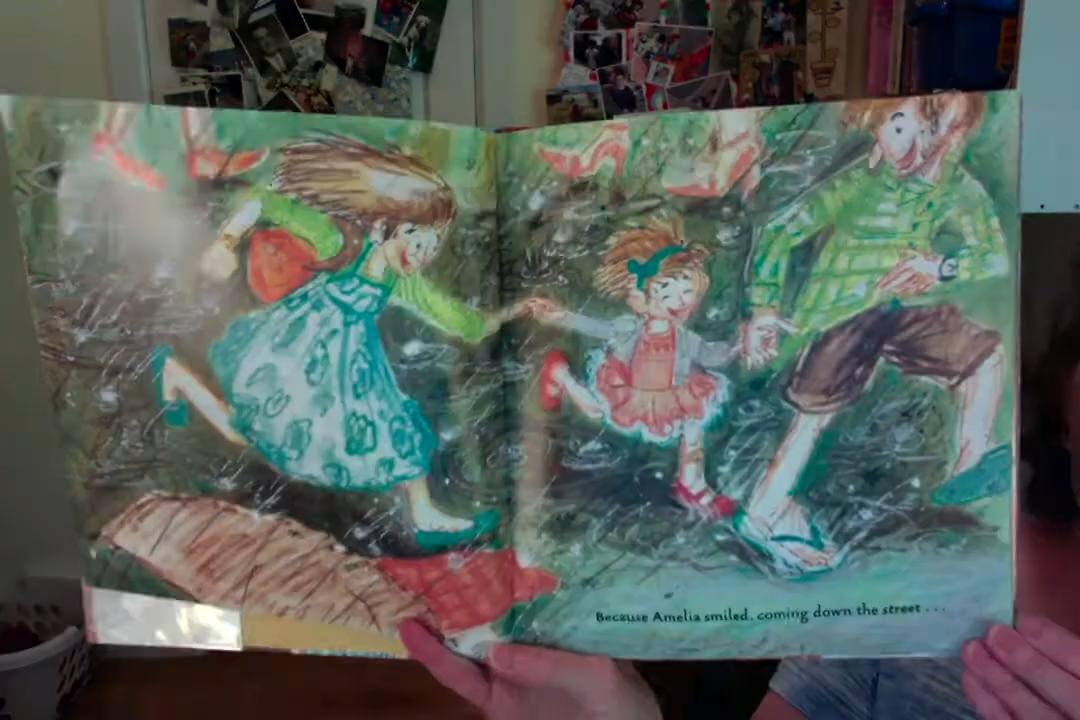 Because Amelia smiled, coming down the street . . .